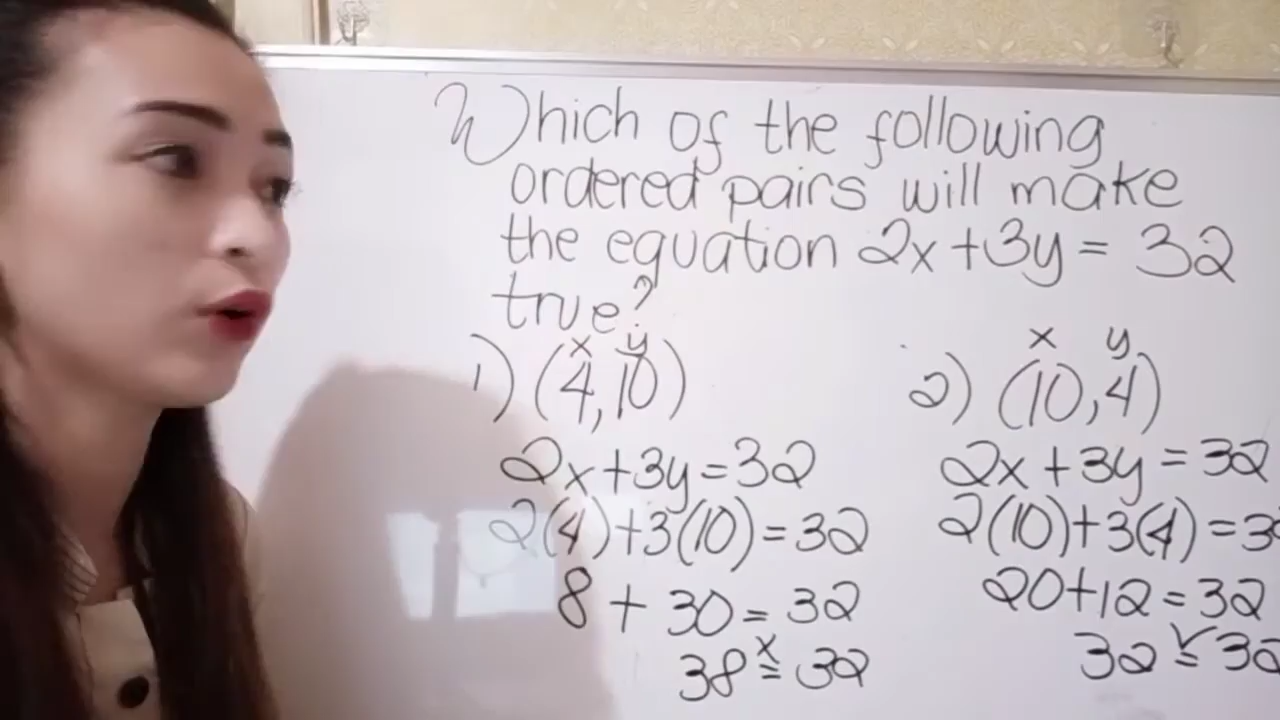 Which of the following
ordered pairs will make
the equation 2x+3y= 32
true?
x y
1) (4,10)
2x+3y=32
2(4)+3(10)=32
8 + 30 = 32
38 ≟ 32 x
x y
2) (10,4)
2x+3y=32
2(10)+3(4)=3
20+12=32
32 ≟ 32 ✓